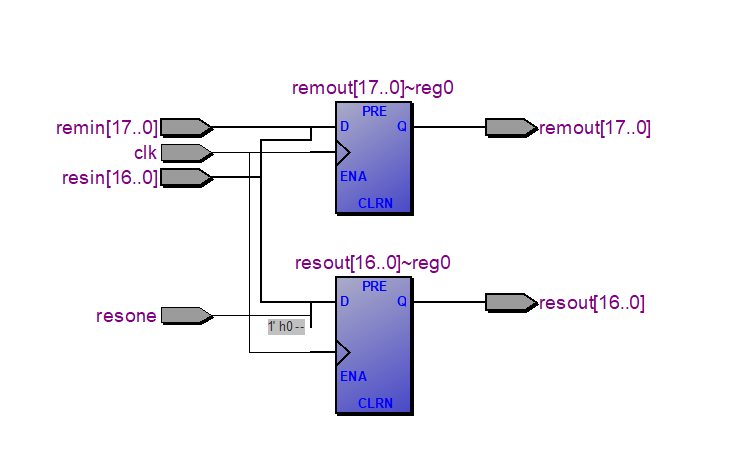 remout[17..0]~reg0
remin[17..0]
PRE
D
Q
remout[17..0]
clk
resin[16..0]
ENA
CLRN
resout[16..0]~reg0
PRE
D
Q
resout[16..0]
resone
1' h0 --
ENA
CLRN